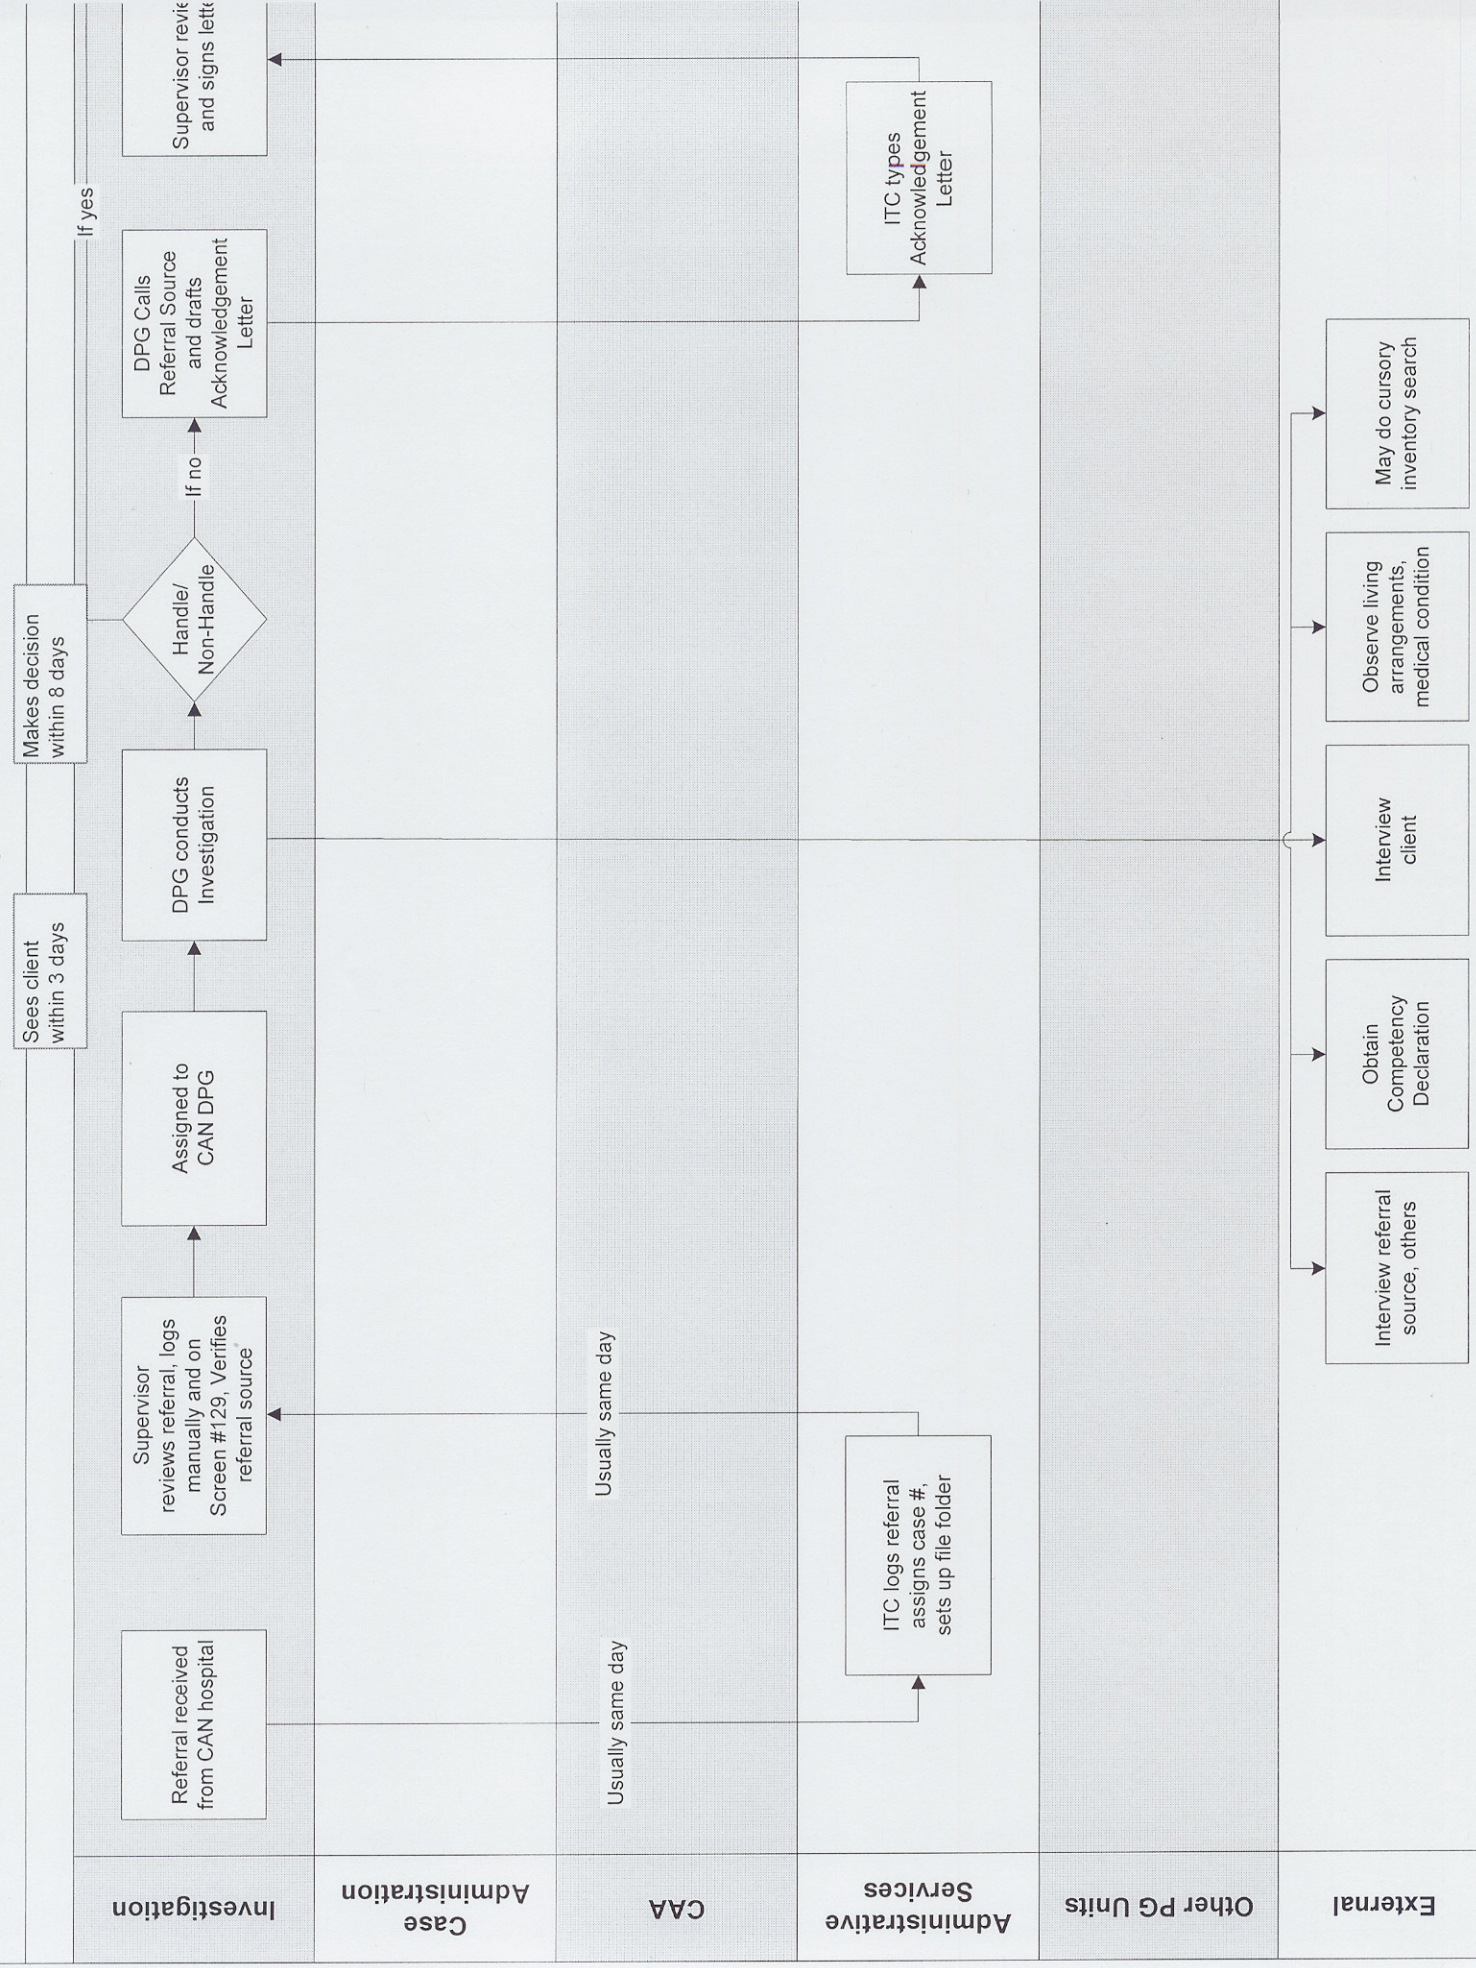 Sees client
within 3 days
Makes decision
within 8 days
Investigation
Referral received
from CAN hospital
Supervisor
reviews referral, logs
manually and on
Screen #129, Verifies
referral source
Assigned to
CAN DPG
DPG conducts
Investigation
Handle/
Non-Handle
If no
If yes
DPG Calls
Referral Source
and drafts
Acknowledgement
Letter
Supervisor
and signs
Case
Administration
CAA
Usually same day
Usually same day
Administrative
Services
ITC logs referral
assigns case #,
sets up file folder
ITC types
Acknowledgement
Letter
Other PG Units
External
Interview referral
source, others
Obtain
Competency
Declaration
Interview
client
Observe living
arrangements,
medical condition
May do cursory
inventory search